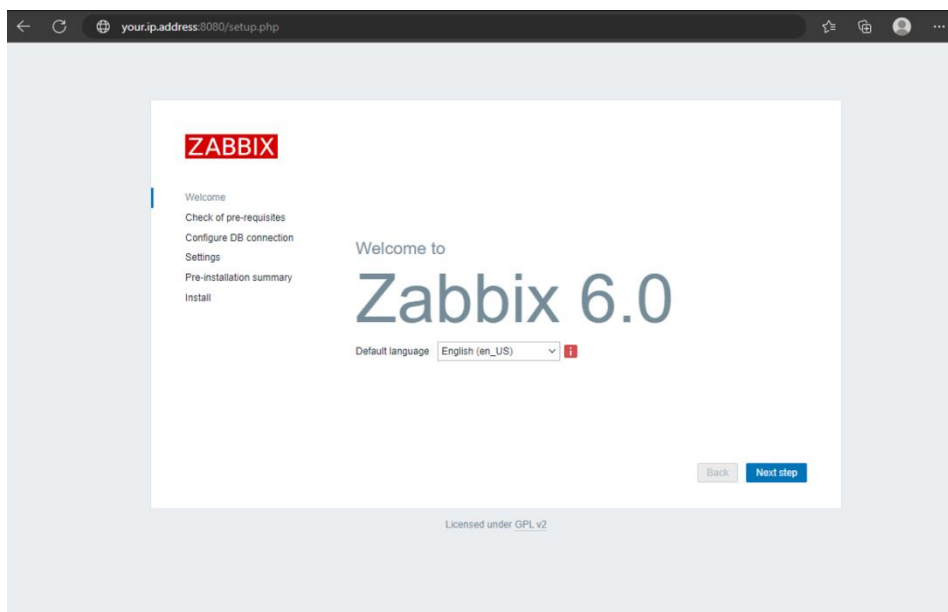 your.ip.address:8080/setup.php
ZABBIX
Welcome
Check of pre-requisites
Configure DB connection
Settings
Pre-installation summary
Install
Welcome to
Zabbix 6.0
Default language English (en_US) i
Back Next step
Licensed under GPL v2